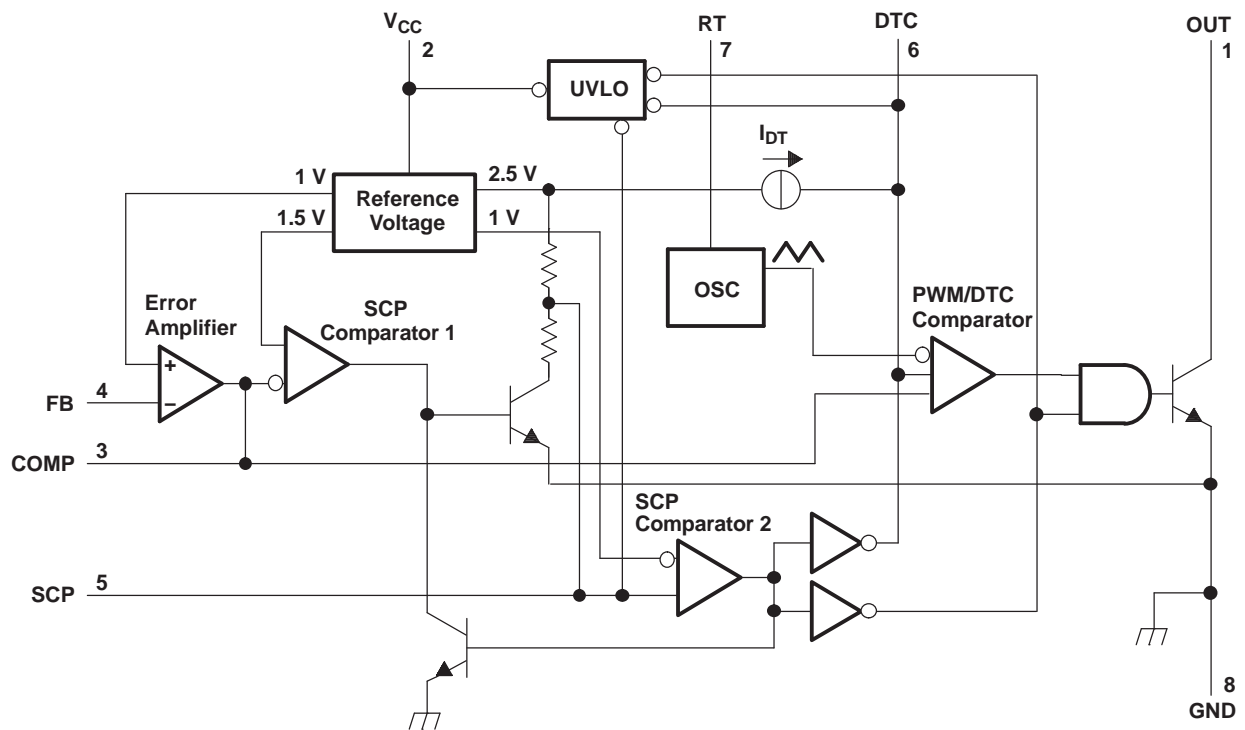 VCC
2
RT
7
DTC
6
OUT
1
UVLO
IDT
1 V
2.5 V
Reference
Voltage
1.5 V
1 V
OSC
Error
Amplifier
SCP
Comparator 1
PWM/DTC
Comparator
+
−
FB
4
COMP
3
SCP
Comparator 2
SCP
5
8
GND